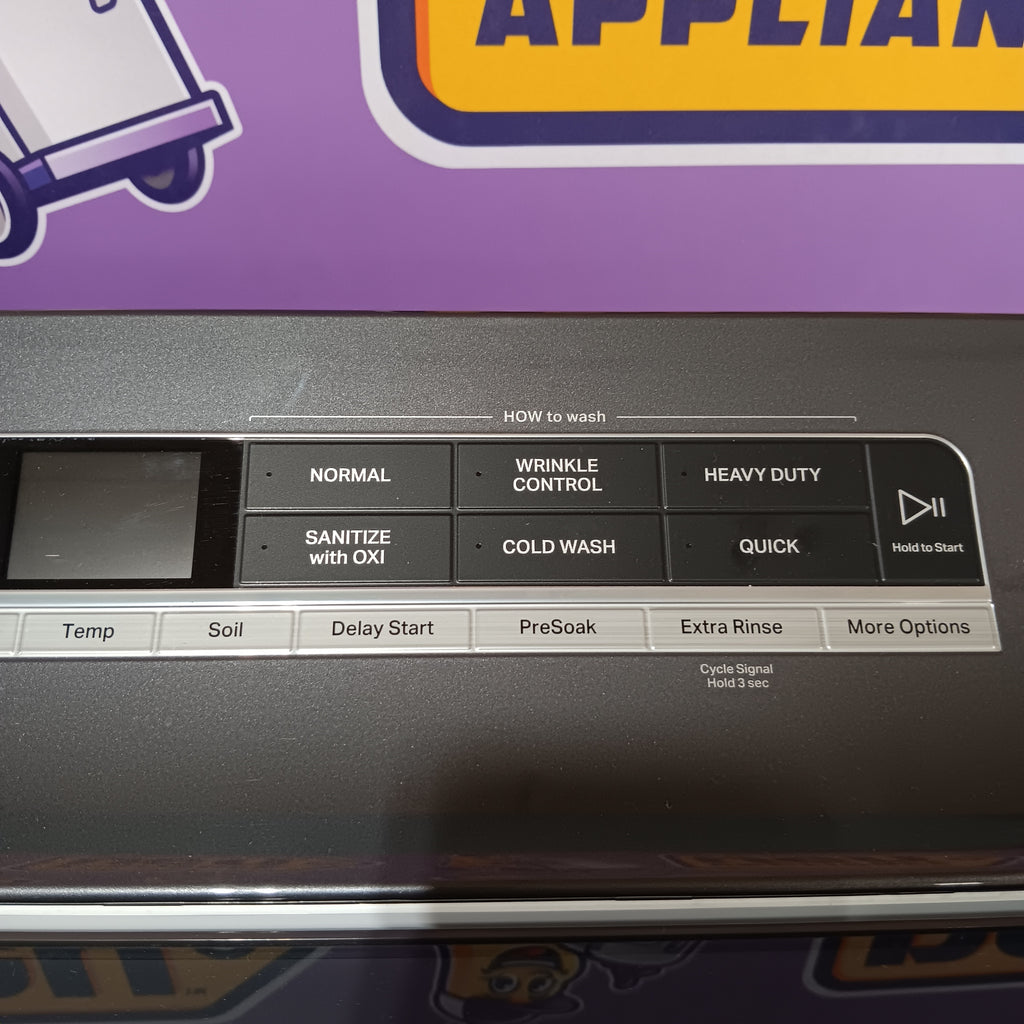 APPLIAN
HOW to wash
NORMAL
WRINKLE
CONTROL
HEAVY DUTY
SANITIZE
with OXI
COLD WASH
QUICK
Hold to Start
Temp
Soil
Delay Start
PreSoak
Extra Rinse
More Options
Cycle Signal
Hold 3 sec